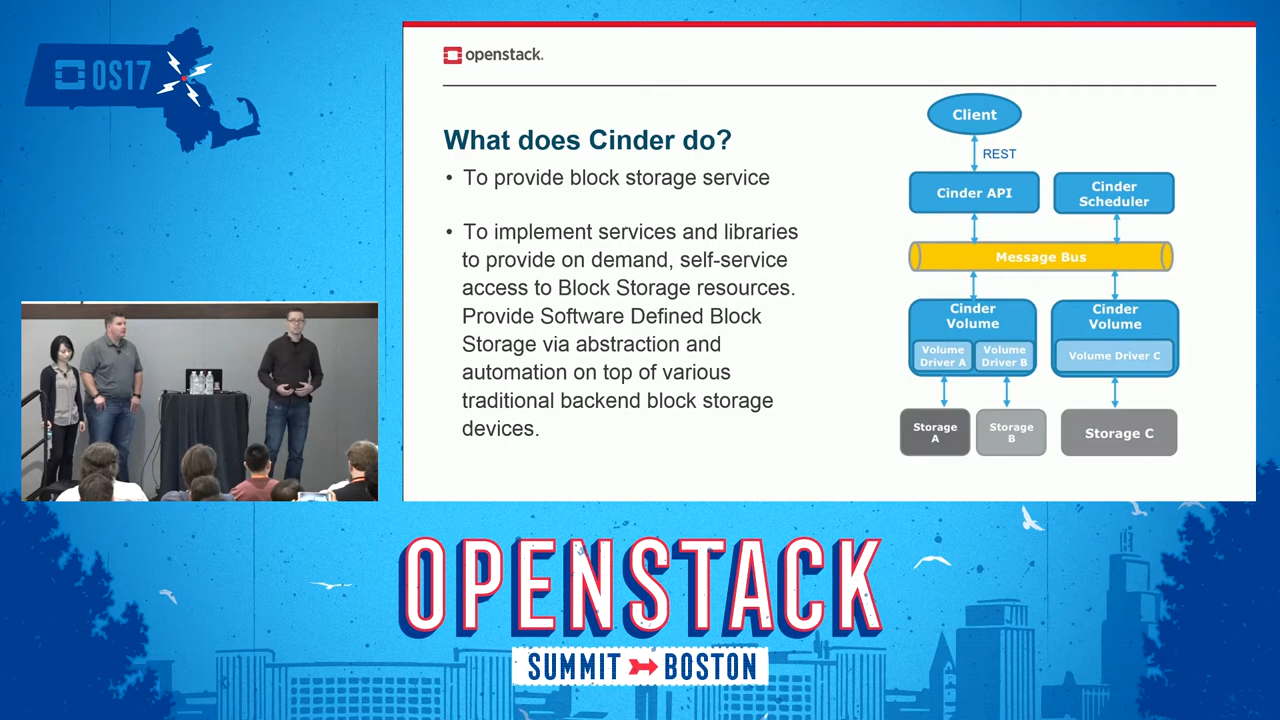 OS17
openstack.
What does Cinder do?
• To provide block storage service
• To implement services and libraries
to provide on demand, self-service
access to Block Storage resources.
Provide Software Defined Block
Storage via abstraction and
automation on top of various
traditional backend block storage
devices.
Client
REST
Cinder API
Cinder
Scheduler
Message Bus
Cinder
Volume
Volume
Driver A
Volume
Driver B
Cinder
Volume
Volume Driver C
Storage
A
Storage
B
Storage C
OPENSTACK
SUMMIT BOSTON